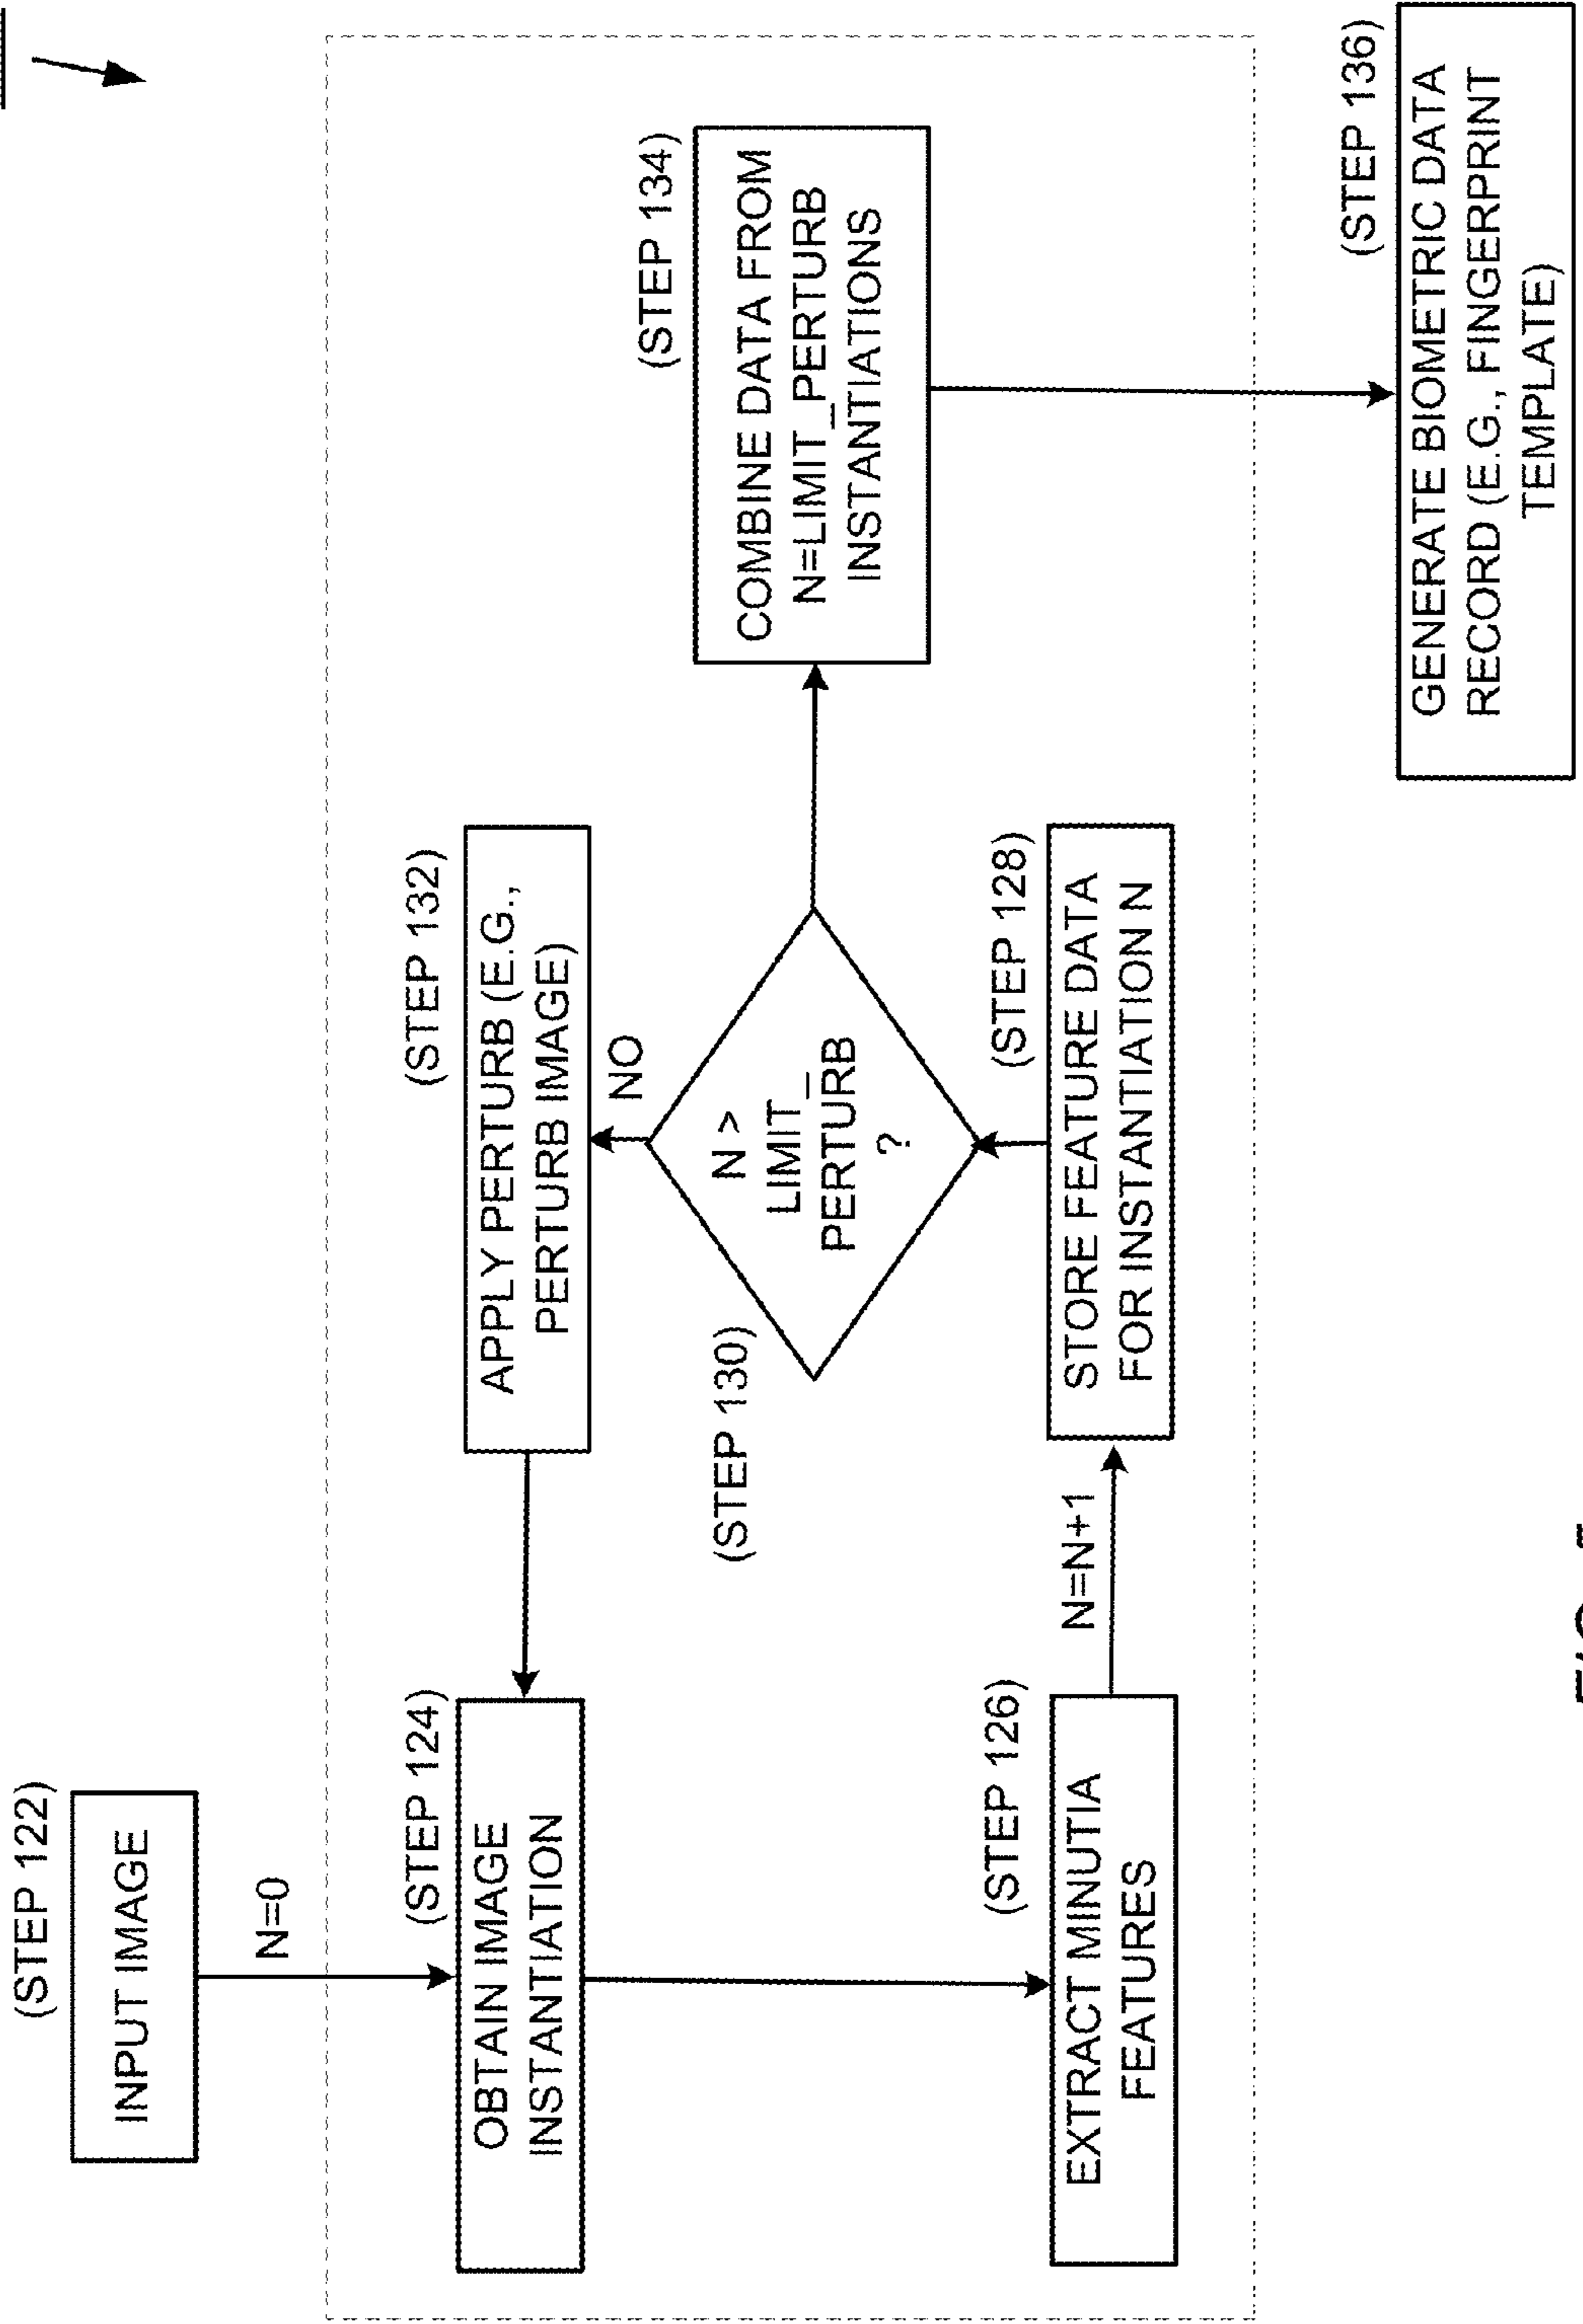 (STEP 122)
INPUT IMAGE
N=0
(STEP 124)
OBTAIN IMAGE
INSTANTIATION
(STEP 126)
EXTRACT MINUTIA
FEATURES
N=N+1
(STEP 128)
STORE FEATURE DATA
FOR INSTANTIATION N
(STEP 130)
N >
LIMIT_
PERTURB
?
NO
(STEP 132)
APPLY PERTURB (E.G.,
PERTURB IMAGE)
(STEP 134)
COMBINE DATA FROM
N=LIMIT_PERTURB
INSTANTIATIONS
(STEP 136)
GENERATE BIOMETRIC DATA
RECORD (E.G., FINGERPRINT
TEMPLATE)